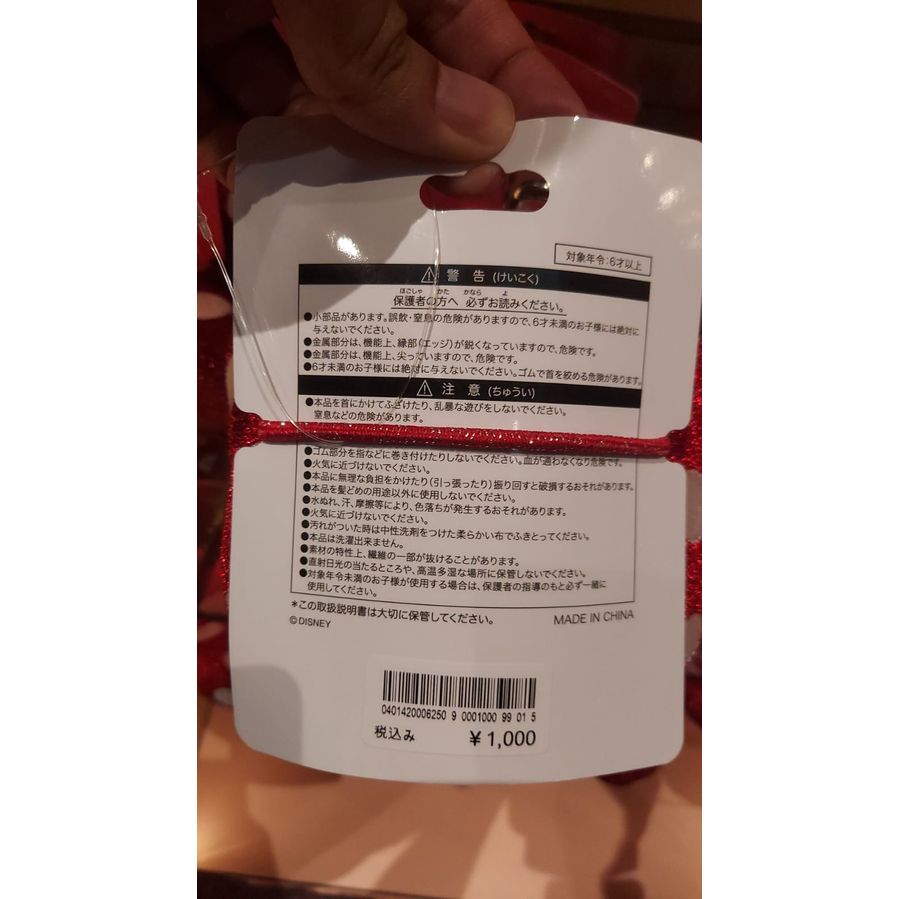 対象年令:6才以上
⚠ 警 告 (けいこく)
保護者の方へ 必ずお読みください。
ほごしゃ かた かなら よ
●小部品があります。誤飲・窒息の危険がありますので、6才未満のお子様には絶対に
与えないでください。
●金属部分は、機能上、縁部(エッジ)が鋭くなっていますので、危険です。
●金属部分は、機能上、尖っていますので、危険です。
●6才未満のお子様には絶対に与えないでください。ゴムで首を絞める危険があります。
⚠ 注 意 (ちゅうい)
●本品を首にかけてふざけたり、乱暴な遊びをしないでください。
窒息などの危険があります。
●ゴム部分を指などに巻き付けたりしないでください。血が通わなくなり危険です。
●火気に近づけないでください。
●本品に無理な負担をかけたり(引っ張ったり)振り回すと破損するおそれがあります。
●本品を髪どめの用途以外に使用しないでください。
●水ぬれ、汗、摩擦等により、色落ちが発生するおそれがあります。
●火気に近づけないでください。
●汚れがついた時は中性洗剤をつけた柔らかい布でふきとってください。
●本品は洗濯出来ません。
●素材の特性上、繊維の一部が抜けることがあります。
●直射日光の当たるところや、高温多湿な場所に保管しないでください。
●対象年令未満のお子様が使用する場合は、保護者の指導のもと必ず一緒に
使用してください。
*この取扱説明書は大切に保管してください。
©DISNEY
MADE IN CHINA
0401420006250 9 0001000 99 01 5
税込み ¥1,000